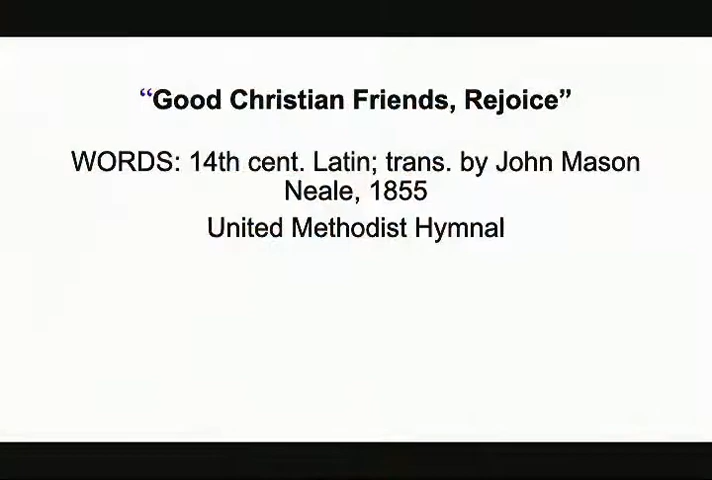 “Good Christian Friends, Rejoice”
WORDS: 14th cent. Latin; trans. by John Mason
Neale, 1855
United Methodist Hymnal